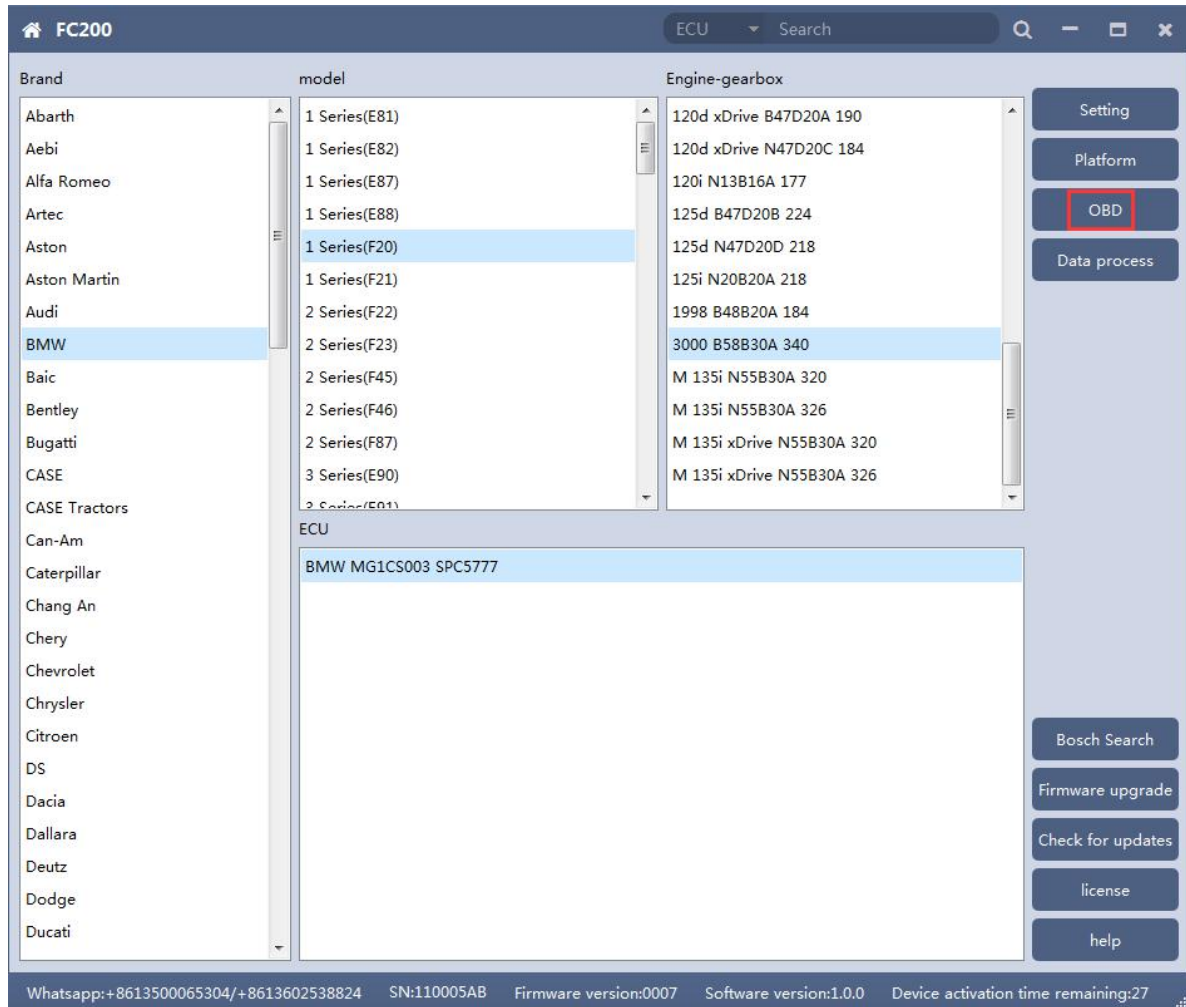 FC200
ECU
Search
Brand
model
Engine-gearbox
Abarth
Aebi
Alfa Romeo
Artec
Aston
Aston Martin
Audi
BMW
Baic
Bentley
Bugatti
CASE
CASE Tractors
Can-Am
Caterpillar
Chang An
Chery
Chevrolet
Chrysler
Citroen
DS
Dacia
Dallara
Deutz
Dodge
Ducati
1 Series(E81)
1 Series(E82)
1 Series(E87)
1 Series(E88)
1 Series(F20)
1 Series(F21)
2 Series(F22)
2 Series(F23)
2 Series(F45)
2 Series(F46)
2 Series(F87)
3 Series(E90)
3 Series(E91)
120d xDrive B47D20A 190
120d xDrive N47D20C 184
120i N13B16A 177
125d B47D20B 224
125d N47D20D 218
125i N20B20A 218
1998 B48B20A 184
3000 B58B30A 340
M 135i N55B30A 320
M 135i N55B30A 326
M 135i xDrive N55B30A 320
M 135i xDrive N55B30A 326
ECU
BMW MG1CS003 SPC5777
Setting
Platform
OBD
Data process
Bosch Search
Firmware upgrade
Check for updates
license
help
Whatsapp:+8613500065304/+8613602538824
SN:110005AB
Firmware version:0007
Software version:1.0.0
Device activation time remaining:27